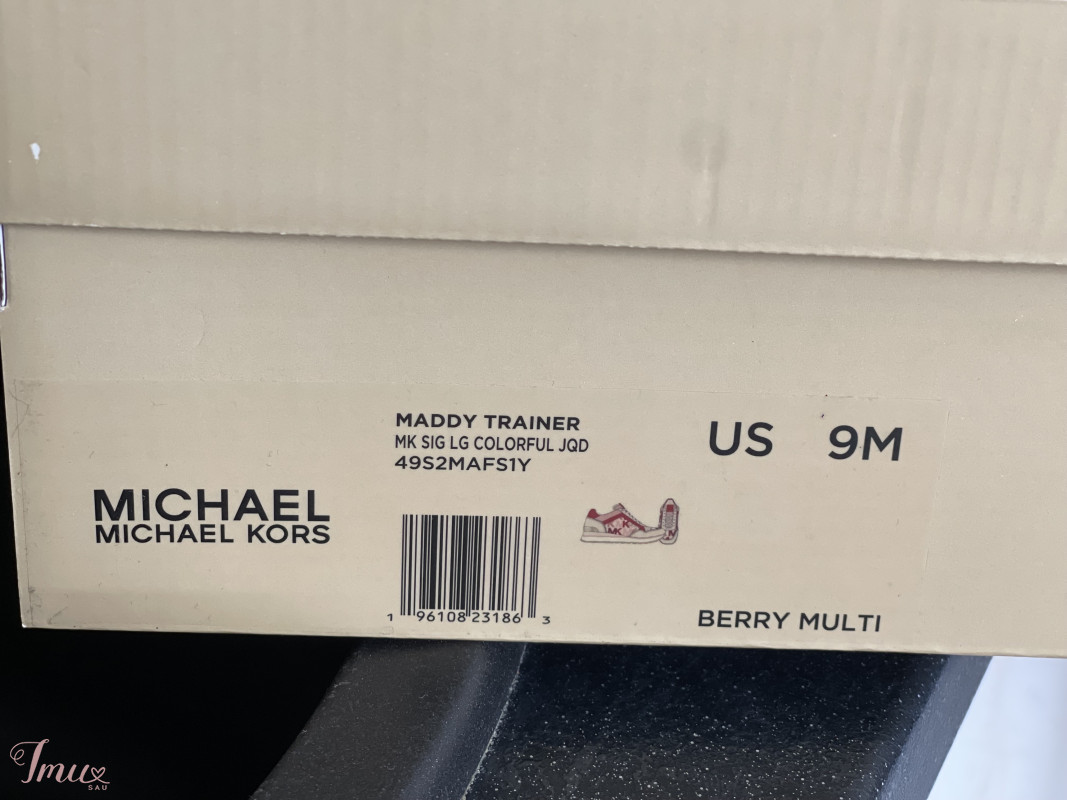 MADDY TRAINER
MK SIG LG COLORFUL JQD
49S2MAFS1Y
US 9M
MICHAEL
MICHAEL KORS
1 96108 23186 3
BERRY MULTI
Imux
SAU